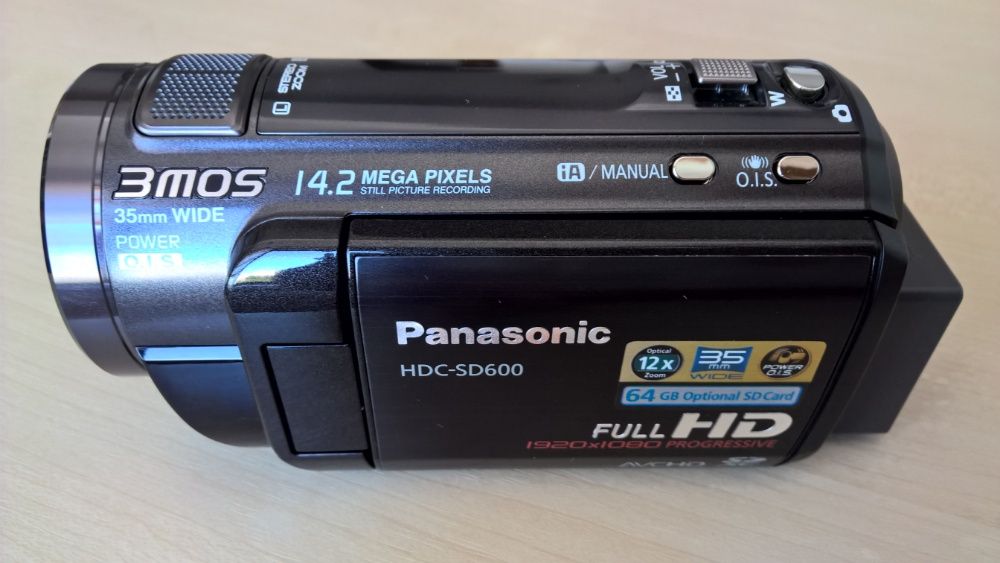 L STEREO
ZOOM
VOL +
-
W
3MOS
35mm WIDE
POWER
O.I.S.
14.2 MEGA PIXELS
STILL PICTURE RECORDING
iA / MANUAL
O.I.S.
Panasonic
HDC-SD600
Optical
12x
Zoom
35
mm
WIDE
POWER
O.I.S.
64 GB Optional SD Card
FULL HD
1920x1080 PROGRESSIVE
AVCHD